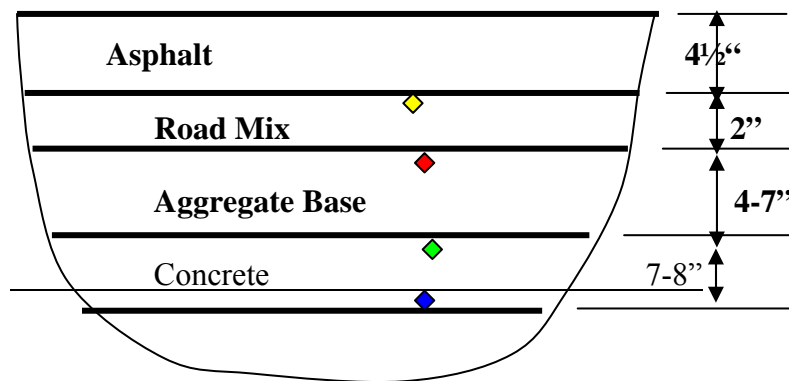 Asphalt 4½“
Road Mix 2”
Aggregate Base 4-7”
Concrete 7-8”